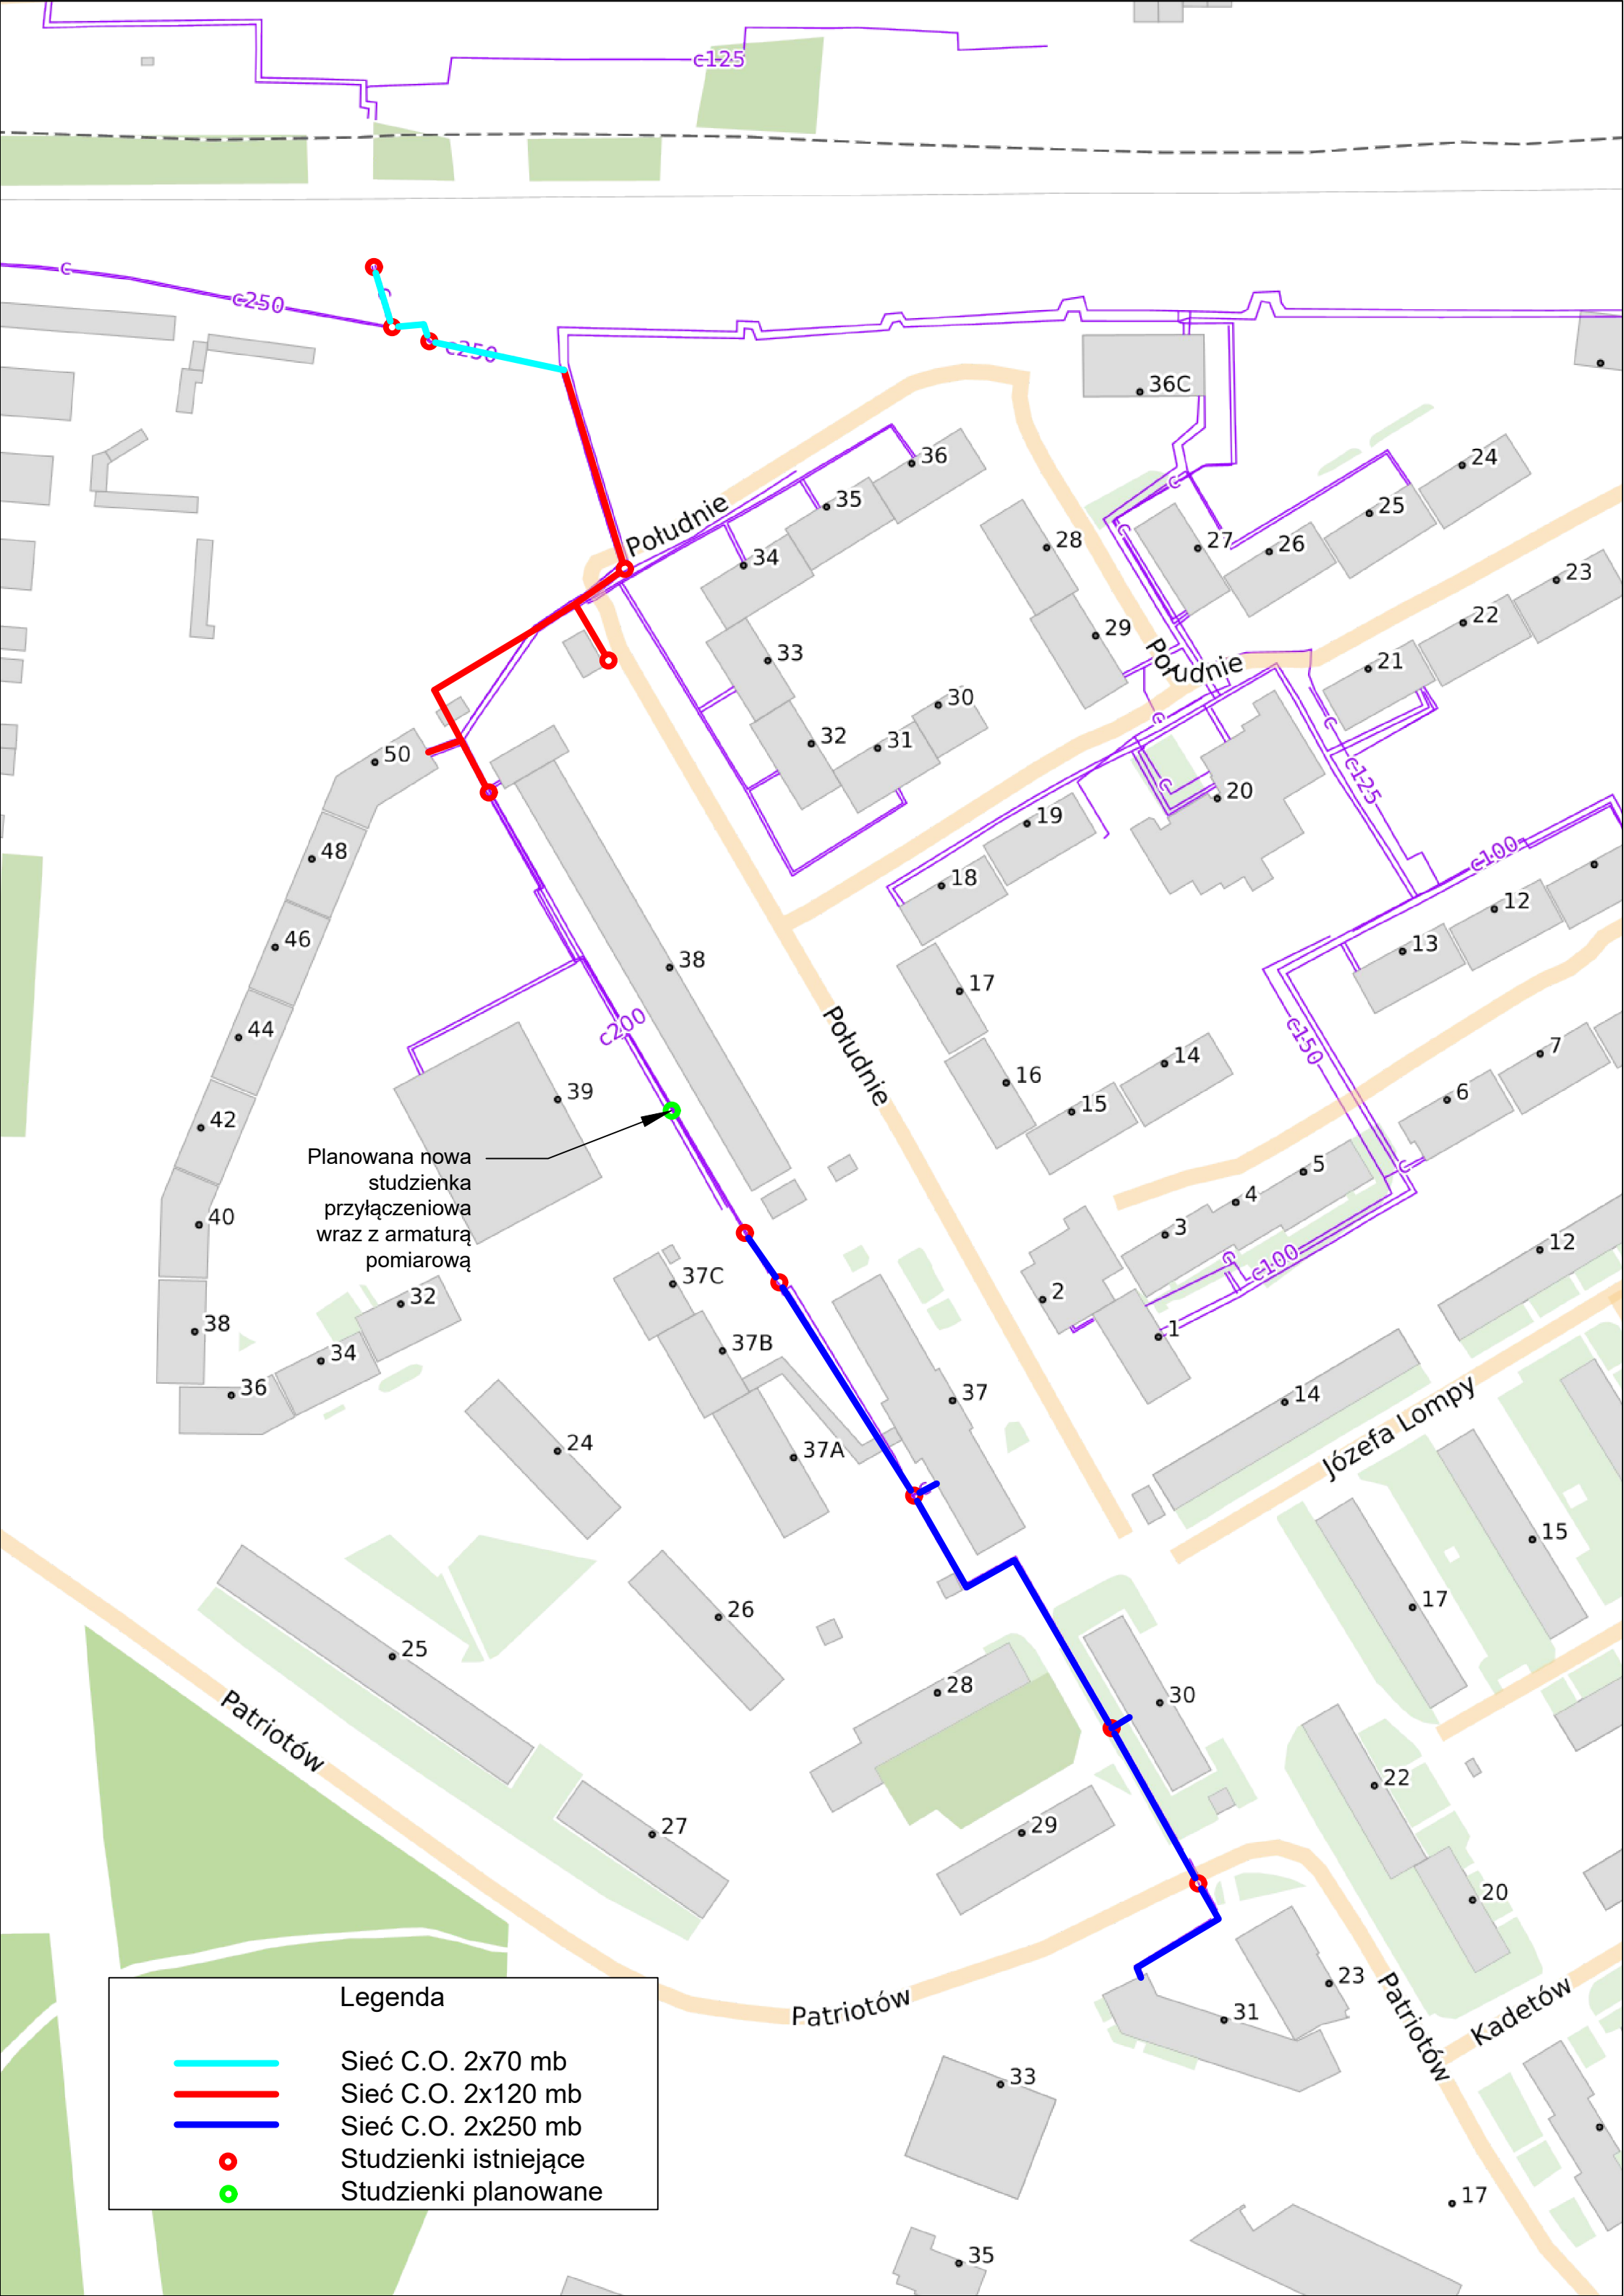 c125
c
c250
c
c250
36C
36
24
Południe
35
25
c
34
28
c
27
26
23
29
22
33
Południe
21
30
c
c
32
31
50
c125
c
20
19
48
c100
18
12
46
13
38
17
44
c200
Południe
c150
7
14
16
39
6
15
42
Planowana nowa
studzienka
przyłączeniowa
wraz z armaturą
pomiarową
5
c
4
40
3
12
c
c100
37C
2
32
38
1
37B
34
36
14
37
Józefa Lompy
24
37A
c
15
17
26
25
28
30
Patriotów
22
27
29
20
23
Patriotów
31
Patriotów
Kadetów
Legenda
Sieć C.O. 2x70 mb
Sieć C.O. 2x120 mb
Sieć C.O. 2x250 mb
Studzienki istniejące
Studzienki planowane
33
17
35